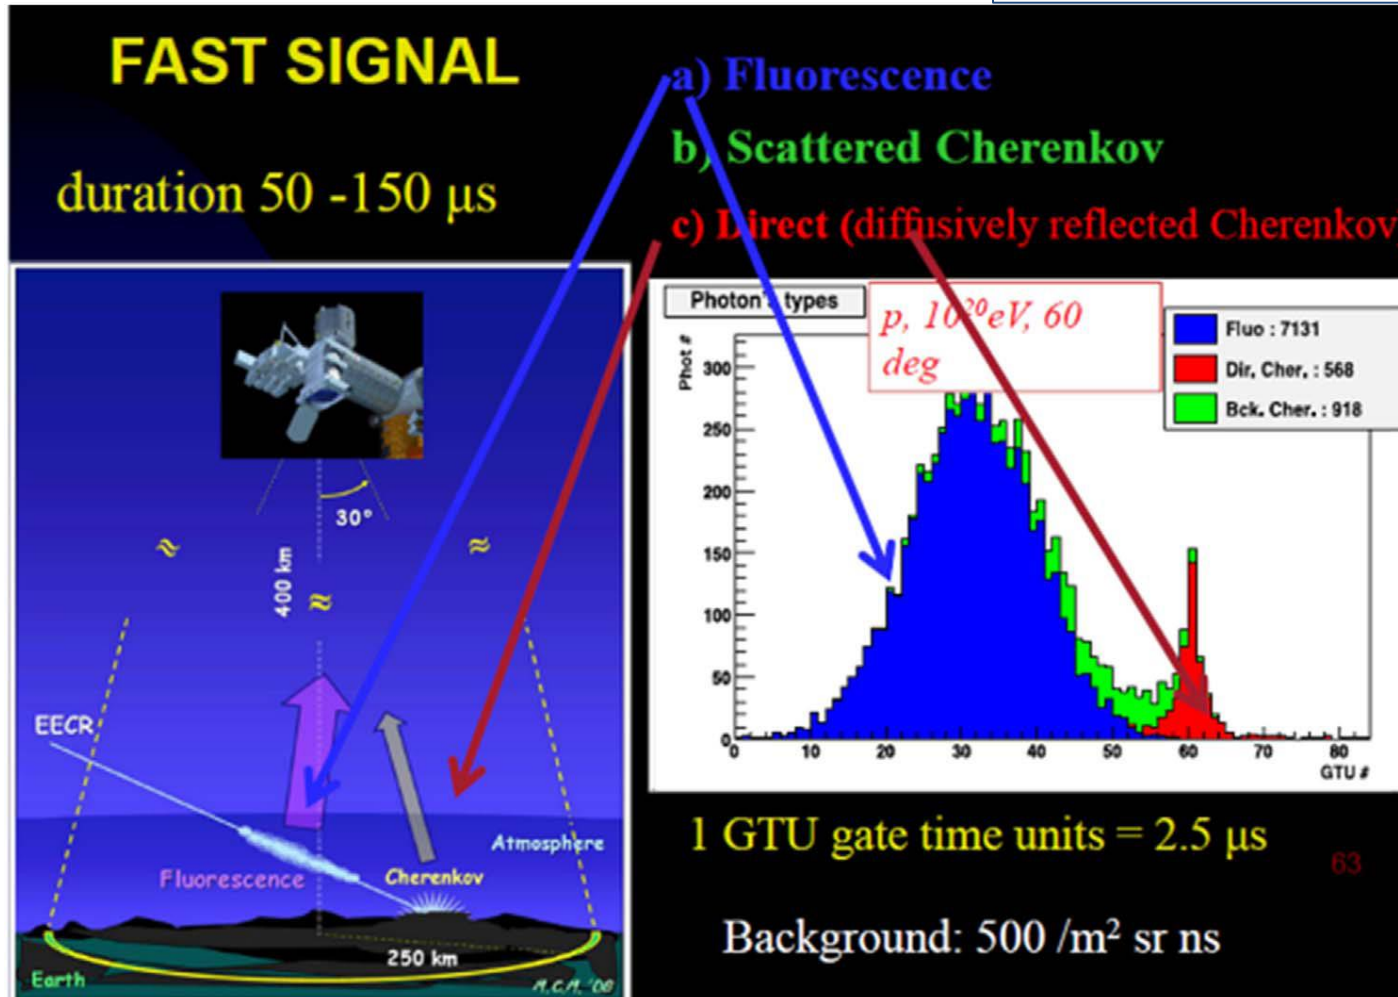 FAST SIGNAL
duration 50 -150 μs
a) Fluorescence
b) Scattered Cherenkov
c) Direct (diffusively reflected Cherenkov
30°
400 km
EECR
Fluorescence
Cherenkov
Atmosphere
250 km
Earth
M.C.M. '08
Photon's types
p, 10²⁰eV, 60
deg
Fluo : 7131
Dir. Cher. : 568
Bck. Cher. : 918
Phot #
300
250
200
150
100
50
0
0 10 20 30 40 50 60 70 80
GTU #
1 GTU gate time units = 2.5 μs
63
Background: 500 /m² sr ns